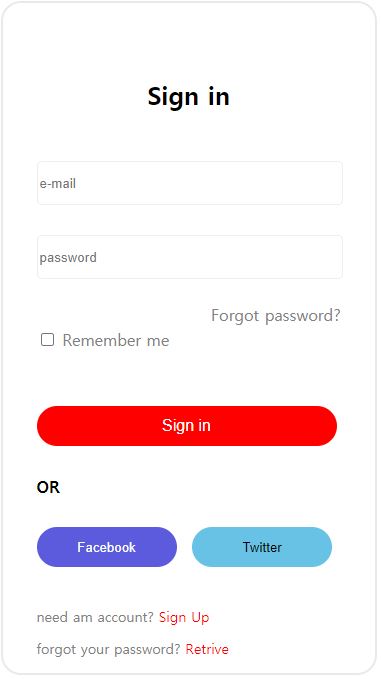 Sign in
e-mail
password
Forgot password?
Remember me
Sign in
OR
Facebook Twitter
need am account? Sign Up
forgot your password? Retrive